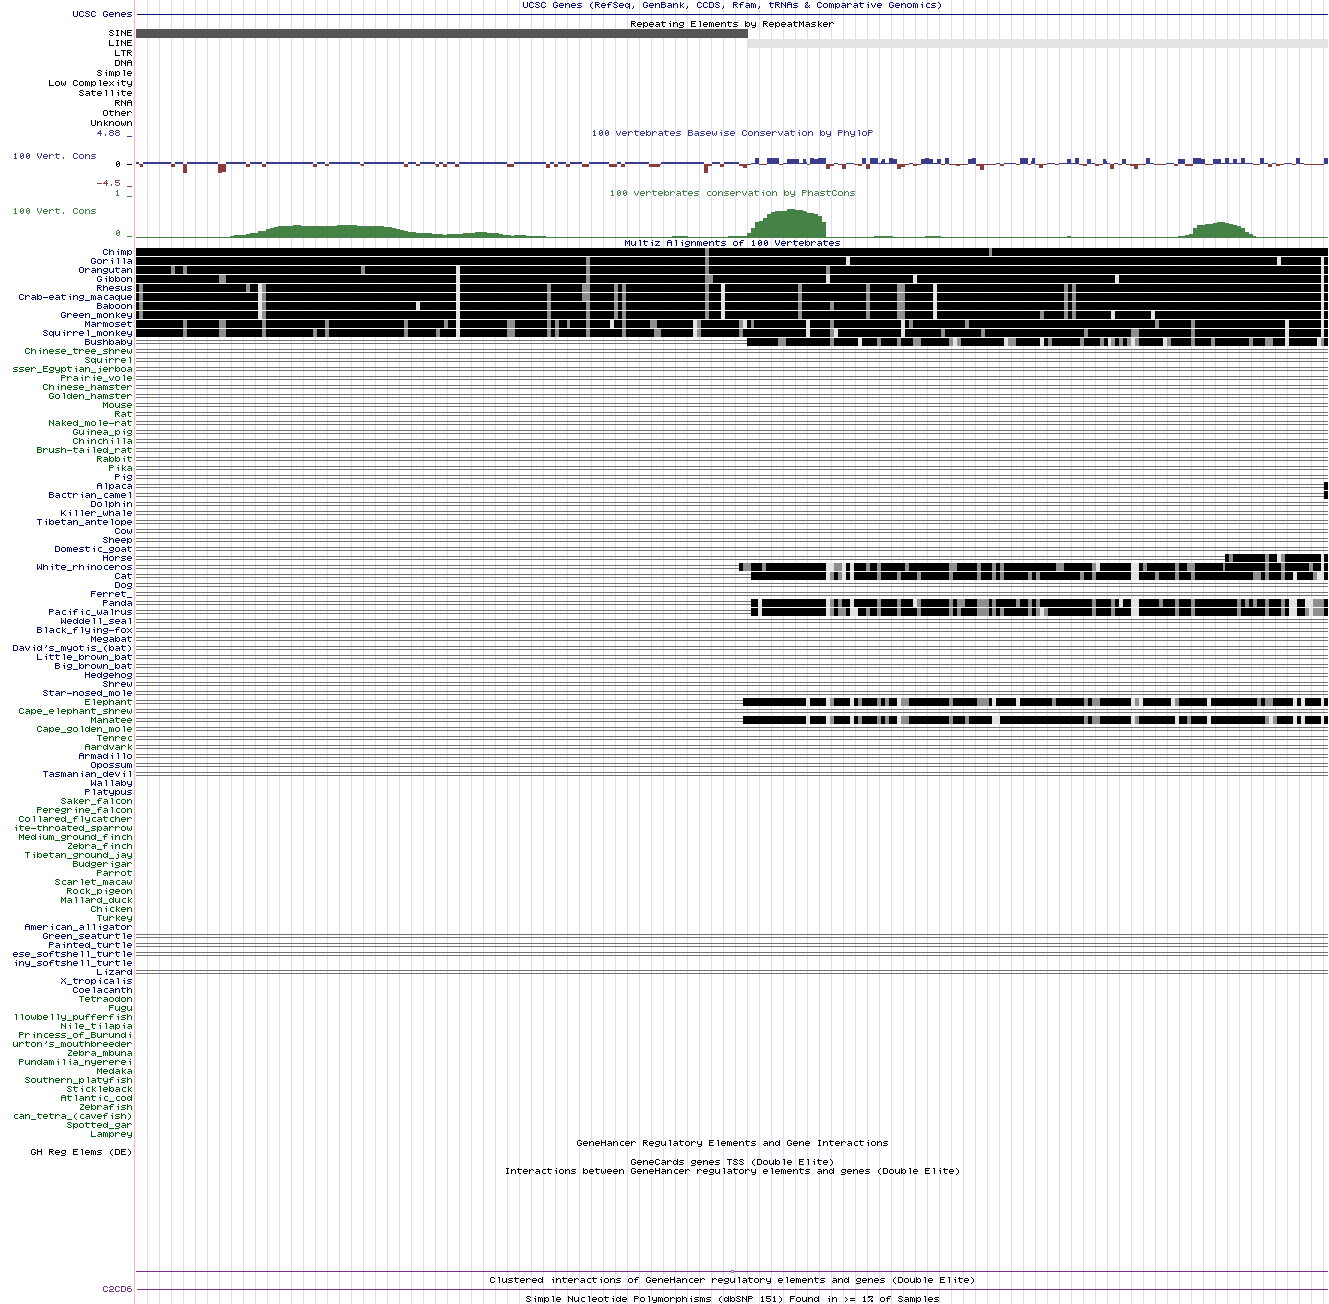 UCSC Genes (RefSeq, GenBank, CCDS, Rfam, tRNAs & Comparative Genomics)
UCSC Genes
Repeating Elements by RepeatMasker
SINE
LINE
LTR
DNA
Simple
Low Complexity
Satellite
RNA
Other
Unknown
4.88 _
100 vertebrates Basewise Conservation by PhyloP
100 Vert. Cons
0 _
-4.5 _
1 _
100 vertebrates conservation by PhastCons
100 Vert. Cons
0 _
Multiz Alignments of 100 Vertebrates
Chimp
Gorilla
Orangutan
Gibbon
Rhesus
Crab-eating_macaque
Baboon
Green_monkey
Marmoset
Squirrel_monkey
Bushbaby
Chinese_tree_shrew
Squirrel
sser_Egyptian_jerboa
Prairie_vole
Chinese_hamster
Golden_hamster
Mouse
Rat
Naked_mole-rat
Guinea_pig
Chinchilla
Brush-tailed_rat
Rabbit
Pika
Pig
Alpaca
Bactrian_camel
Dolphin
Killer_whale
Tibetan_antelope
Cow
Sheep
Domestic_goat
Horse
White_rhinoceros
Cat
Dog
Ferret_
Panda
Pacific_walrus
Weddell_seal
Black_flying-fox
Megabat
David's_myotis_(bat)
Little_brown_bat
Big_brown_bat
Hedgehog
Shrew
Star-nosed_mole
Elephant
Cape_elephant_shrew
Manatee
Cape_golden_mole
Tenrec
Aardvark
Armadillo
Opossum
Tasmanian_devil
Wallaby
Platypus
Saker_falcon
Peregrine_falcon
Collared_flycatcher
ite-throated_sparrow
Medium_ground_finch
Zebra_finch
Tibetan_ground_jay
Budgerigar
Parrot
Scarlet_macaw
Rock_pigeon
Mallard_duck
Chicken
Turkey
American_alligator
Green_seaturtle
Painted_turtle
ese_softshell_turtle
iny_softshell_turtle
Lizard
X_tropicalis
Coelacanth
Tetraodon
Fugu
llowbelly_pufferfish
Nile_tilapia
Princess_of_Burundi
urton's_mouthbreeder
Zebra_mbuna
Pundamilia_nyererei
Medaka
Southern_platyfish
Stickleback
Atlantic_cod
Zebrafish
can_tetra_(cavefish)
Spotted_gar
Lamprey
GeneHancer Regulatory Elements and Gene Interactions
GH Reg Elems (DE)
GeneCards genes TSS (Double Elite)
Interactions between GeneHancer regulatory elements and genes (Double Elite)
Clustered interactions of GeneHancer regulatory elements and genes (Double Elite)
C2CD6
Simple Nucleotide Polymorphisms (dbSNP 151) Found in >= 1% of Samples